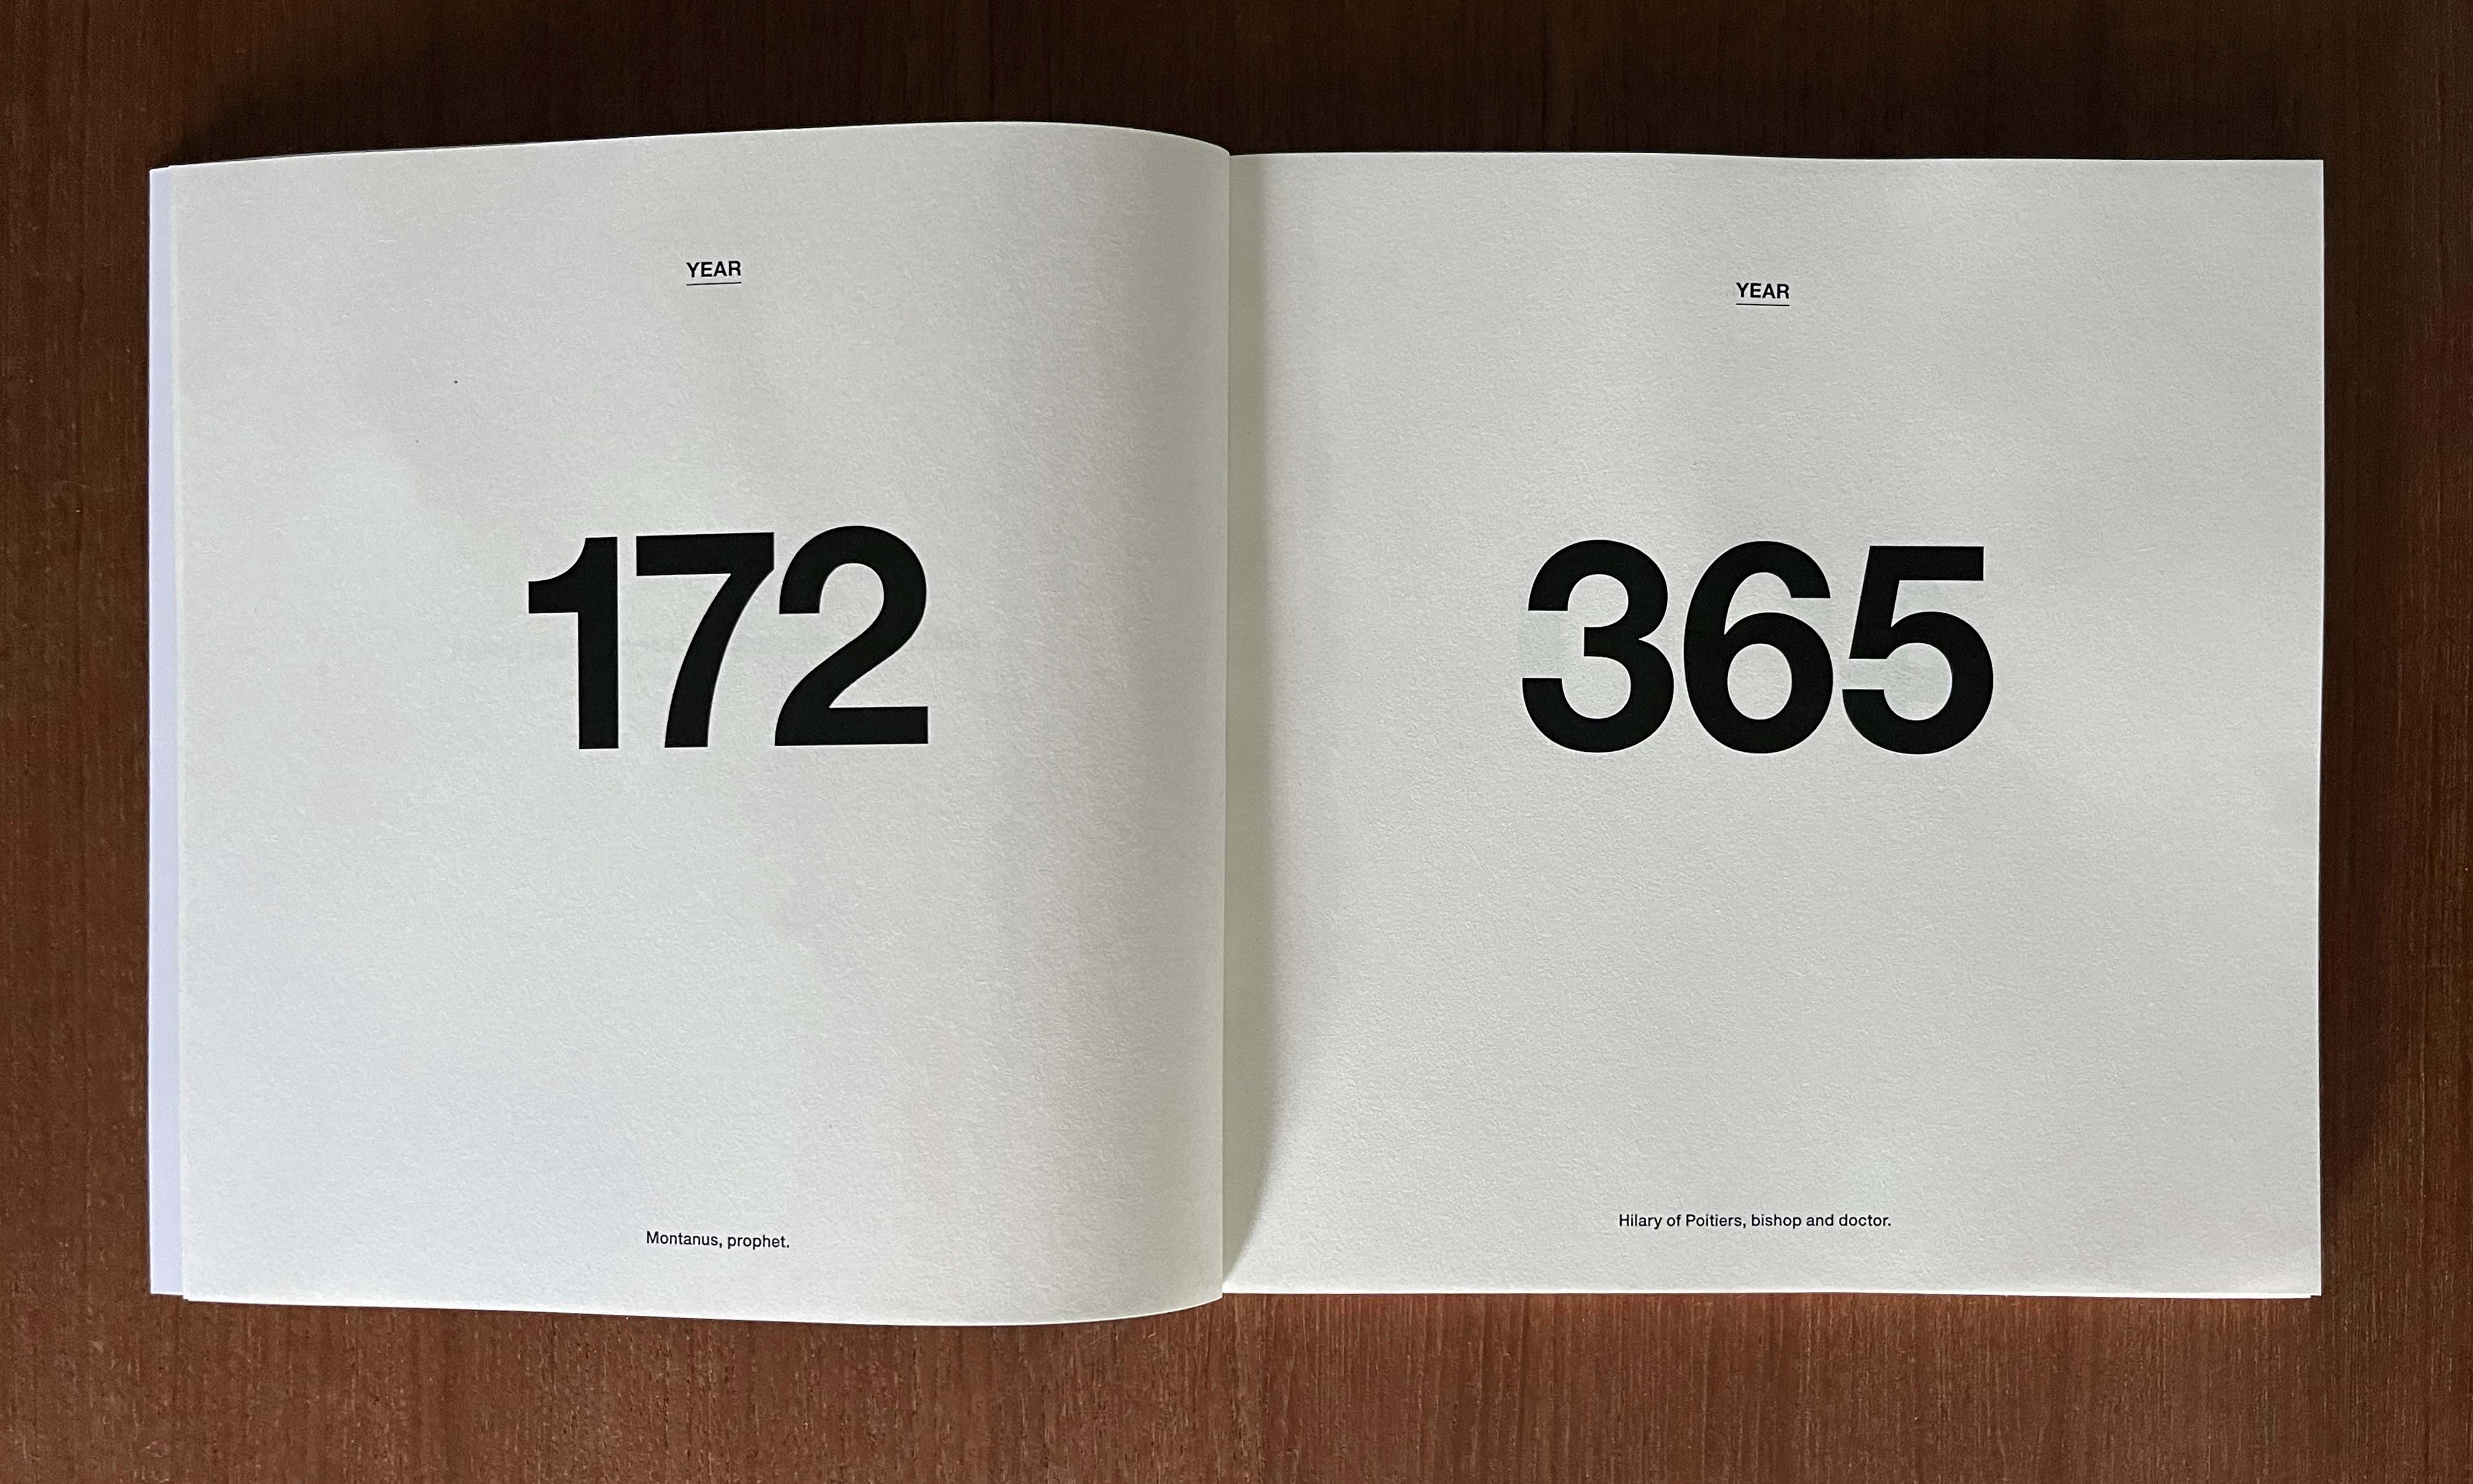 YEAR
172
Montanus, prophet.
YEAR
365
Hilary of Poitiers, bishop and doctor.